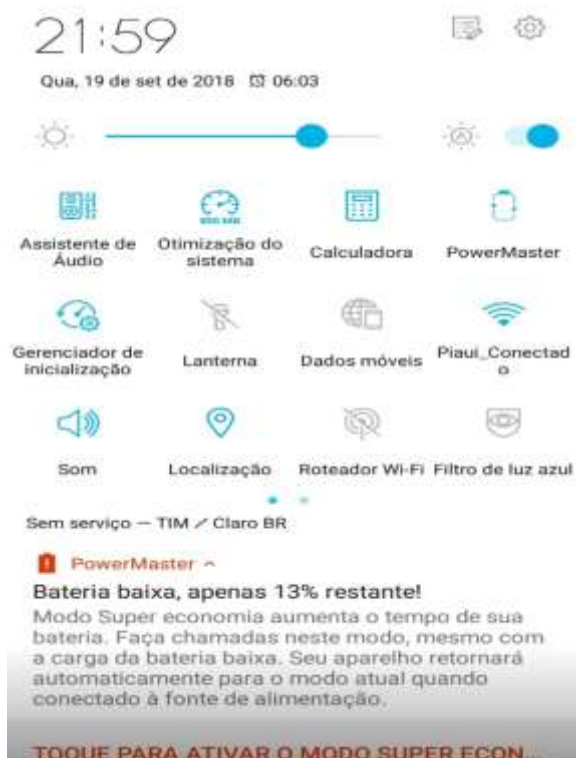 21:59
Qua, 19 de set de 2018 06:03
Assistente de
Áudio
Otimização do
sistema
Calculadora
PowerMaster
Gerenciador de
inicialização
Lanterna
Dados móveis
Piaui_Conectad
o
Som
Localização
Roteador Wi-Fi
Filtro de luz azul
Sem serviço — TIM / Claro BR
PowerMaster
Bateria baixa, apenas 13% restante!
Modo Super economia aumenta o tempo de sua
bateria. Faça chamadas neste modo, mesmo com
a carga da bateria baixa. Seu aparelho retornará
automaticamente para o modo atual quando
conectado à fonte de alimentação.
TOQUE PARA ATIVAR O MODO SUPER ECON...